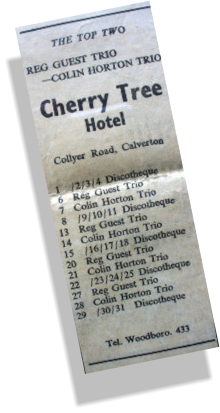 THE TOP TWO
REG GUEST TRIO
—COLIN HORTON TRIO
Cherry Tree
Hotel
Collyer Road, Calverton
1 /2/3/4 Discotheque
6 Reg Guest Trio
7 Colin Horton Trio
8 /9/10/11 Discotheque
13 Reg Guest Trio
14 Colin Horton Trio
15 /16/17/18 Discotheque
20 Reg Guest Trio
21 Colin Horton Trio
22 /23/24/25 Discotheque
27 Reg Guest Trio
28 Colin Horton Trio
29 /30/31 Discotheque
Tel. Woodboro. 433